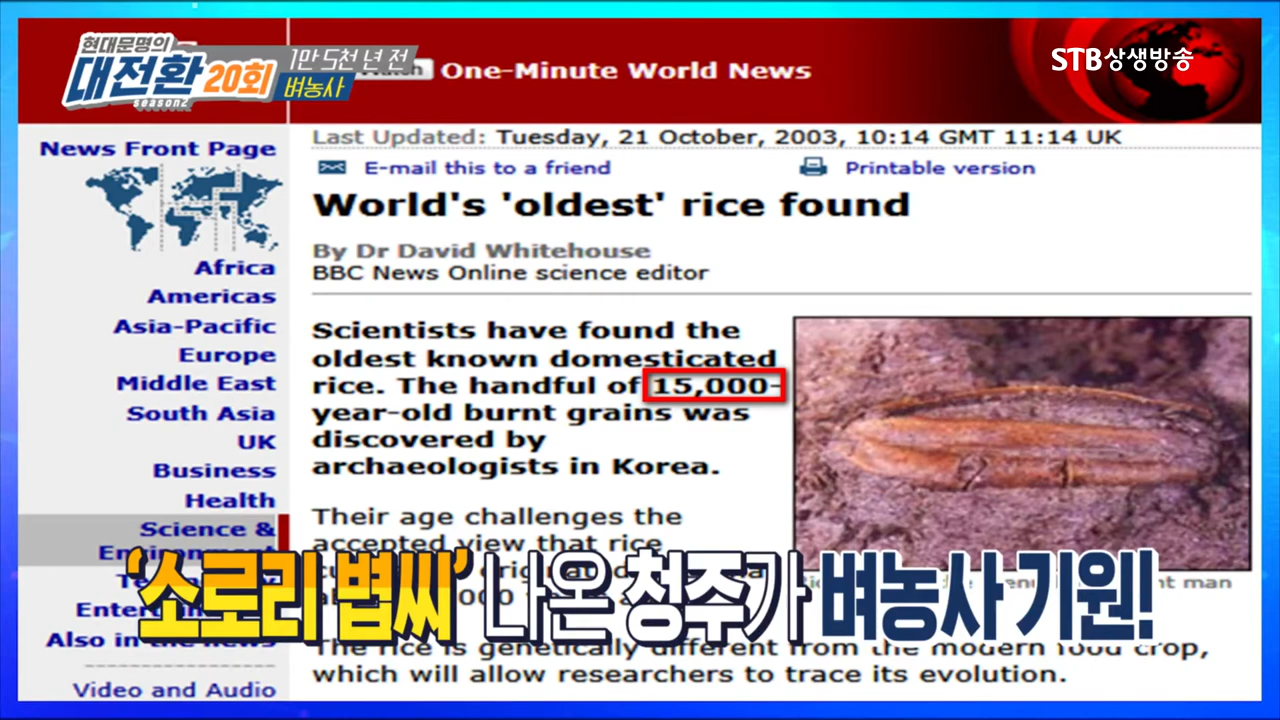 현대문명의
대전환 20회
season2
1만 5천 년 전
벼농사
One-Minute World News
STB상생방송
News Front Page
Africa
Americas
Asia-Pacific
Europe
Middle East
South Asia
UK
Business
Health
Science &
Also in the news
Video and Audio
Last Updated: Tuesday, 21 October, 2003, 10:14 GMT 11:14 UK
E-mail this to a friend
Printable version
World's 'oldest' rice found
By Dr David Whitehouse
BBC News Online science editor
Scientists have found the
oldest known domesticated
rice. The handful of 15,000-
year-old burnt grains was
discovered by
archaeologists in Korea.
Their age challenges the
accepted view that rice
man
The rice is genetically different from the modern food crop,
which will allow researchers to trace its evolution.
'소로리 볍씨' 나온 청주가 벼농사 기원!